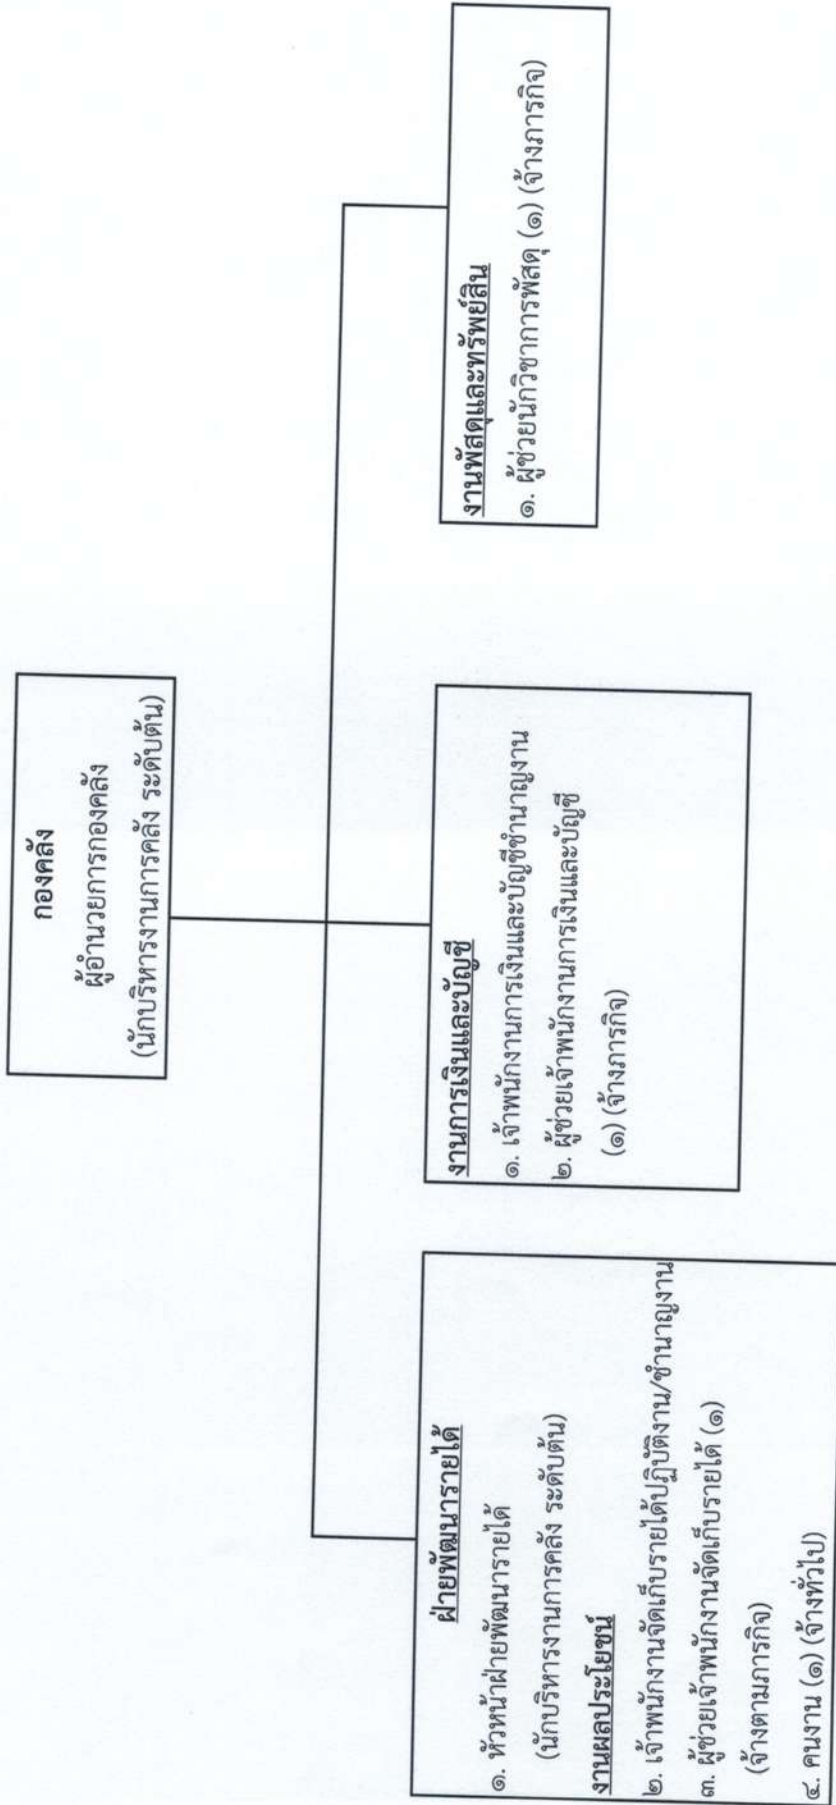 กองคลัง
ผู้อำนวยการกองคลัง
(นักบริหารงานการคลัง ระดับต้น)
ฝ่ายพัฒนารายได้
๑. หัวหน้าฝ่ายพัฒนารายได้
(นักบริหารงานการคลัง ระดับต้น)
งานผลประโยชน์
๒. เจ้าพนักงานจัดเก็บรายได้ปฏิบัติงาน/ชำนาญงาน
๓. ผู้ช่วยเจ้าพนักงานจัดเก็บรายได้ (๑)
(จ้างตามภารกิจ)
๔. คนงาน (๑) (จ้างทั่วไป)
งานการเงินและบัญชี
๑. เจ้าพนักงานการเงินและบัญชีชำนาญงาน
๒. ผู้ช่วยเจ้าพนักงานการเงินและบัญชี
(๑) (จ้างภารกิจ)
งานพัสดุและทรัพย์สิน
๑. ผู้ช่วยนักวิชาการพัสดุ (๑) (จ้างภารกิจ)